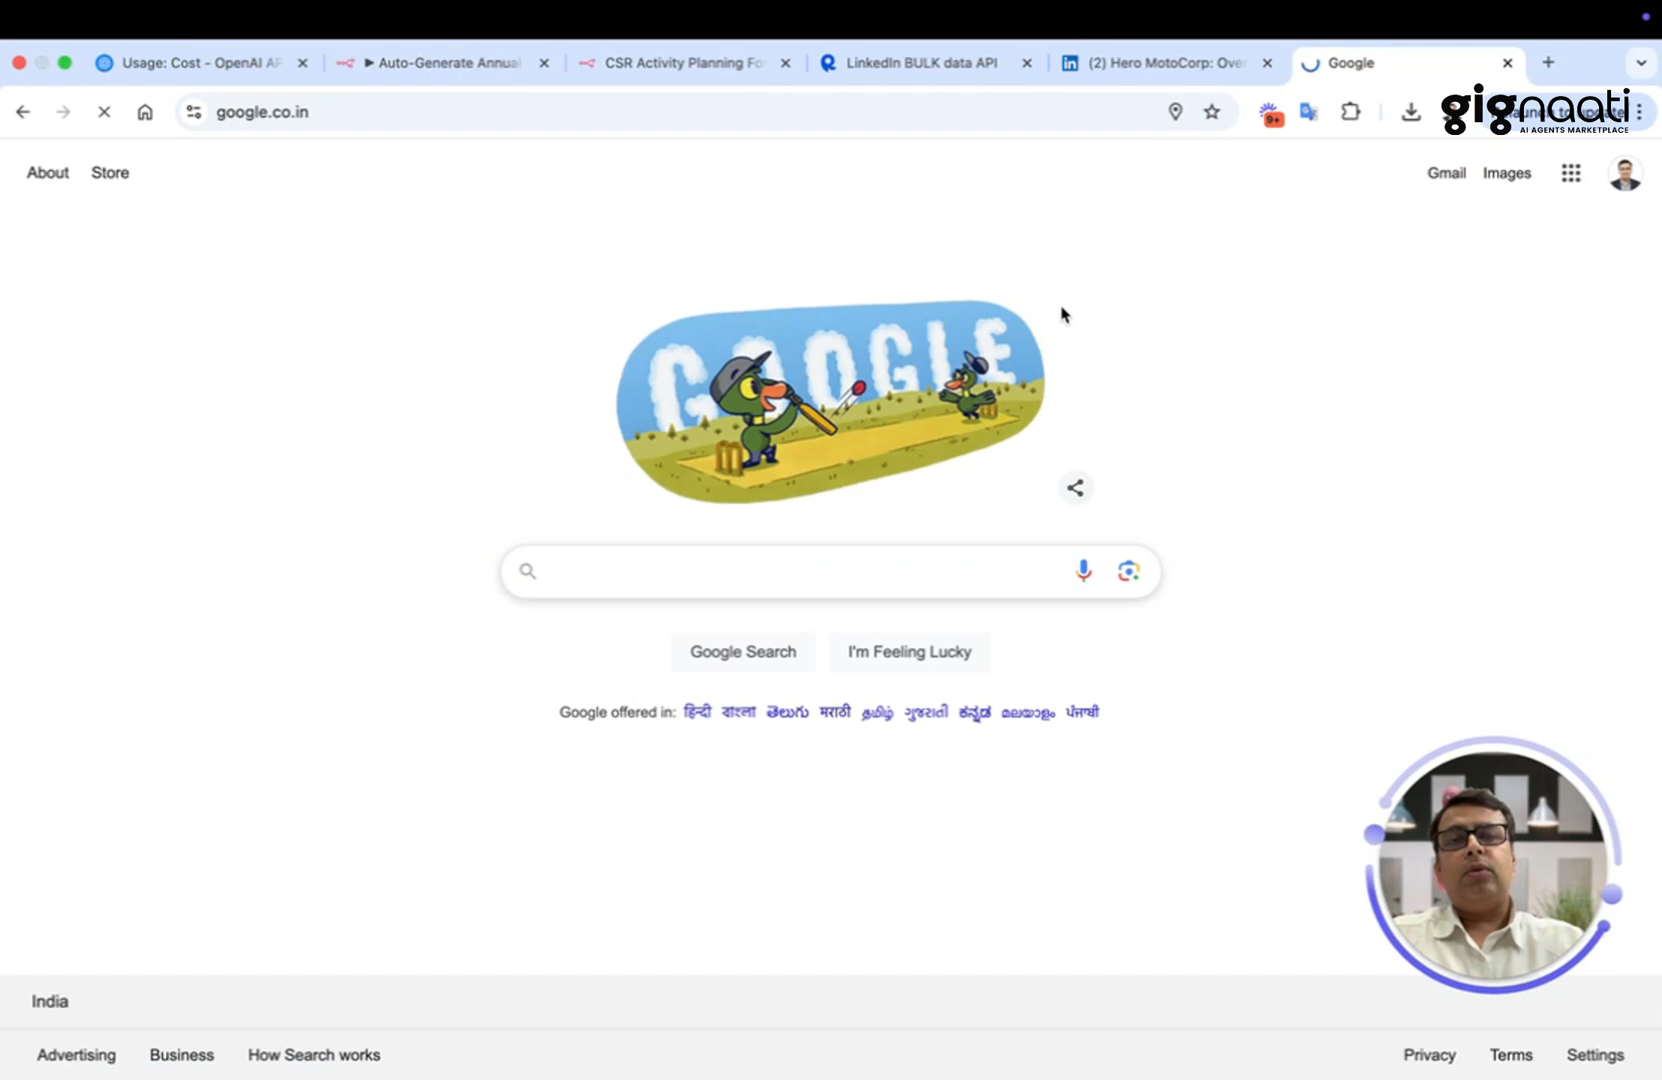 Usage: Cost - OpenAI AP
▶ Auto-Generate Annual
CSR Activity Planning Fo
LinkedIn BULK data API
(2) Hero MotoCorp: Over
Google
google.co.in
9+
gignaati
AI AGENTS MARKETPLACE
About Store
Gmail Images
GOOGLE
Google Search
I'm Feeling Lucky
Google offered in: हिन्दी বাংলা తెలుగు मराठी தமிழ் ગુજરાતી ಕನ್ನಡ മലയാളം ਪੰਜਾਬੀ
India
Advertising Business How Search works
Privacy Terms Settings